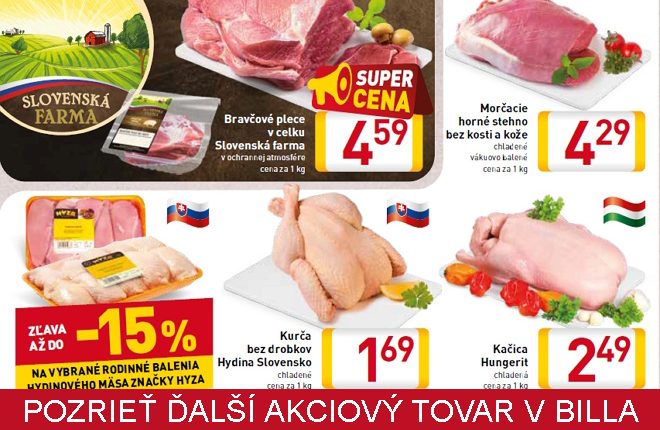 SLOVENSKÁ
FARMA
Bravčové plece
v celku
Slovenská farma
v ochrannej atmosfére
cena za 1 kg
SUPER
CENA
4 59
Morčacie
horné stehno
bez kosti a kože
chladené
vákuovo balené
cena za 1 kg
4 29
HYZA
ZĽAVA
AŽ DO
-15%
NA VYBRANÉ RODINNÉ BALENIA
HYDINOVÉHO MÄSA ZNAČKY HYZA
Kurča
bez drobkov
Hydina Slovensko
chladené
cena za 1 kg
1 69
Kačica
Hungerit
chladená
cena za 1 kg
2 49
POZRIEŤ ĎALŠÍ AKCIOVÝ TOVAR V BILLA